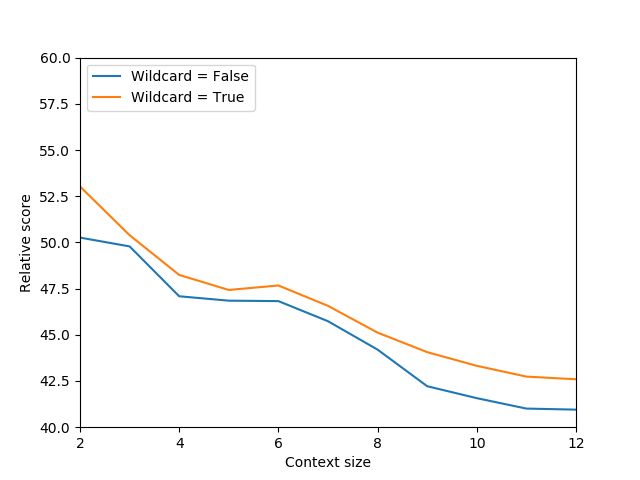 Wildcard = False
Wildcard = True
60.0
57.5
55.0
52.5
50.0
47.5
45.0
42.5
40.0
Relative score
2 4 6 8 10 12
Context size